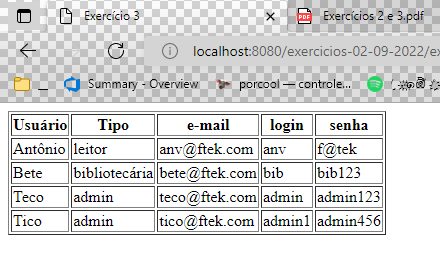 Exercício 3
Exercícios 2 e 3.pdf
localhost:8080/exercicios-02-09-2022/e
_ Summary - Overview porcool — controle...
Usuário Tipo e-mail login senha
Antônio leitor anv@ftek.com anv f@tek
Bete bibliotecária bete@ftek.com bib bib123
Teco admin teco@ftek.com admin admin123
Tico admin tico@ftek.com admin1 admin456